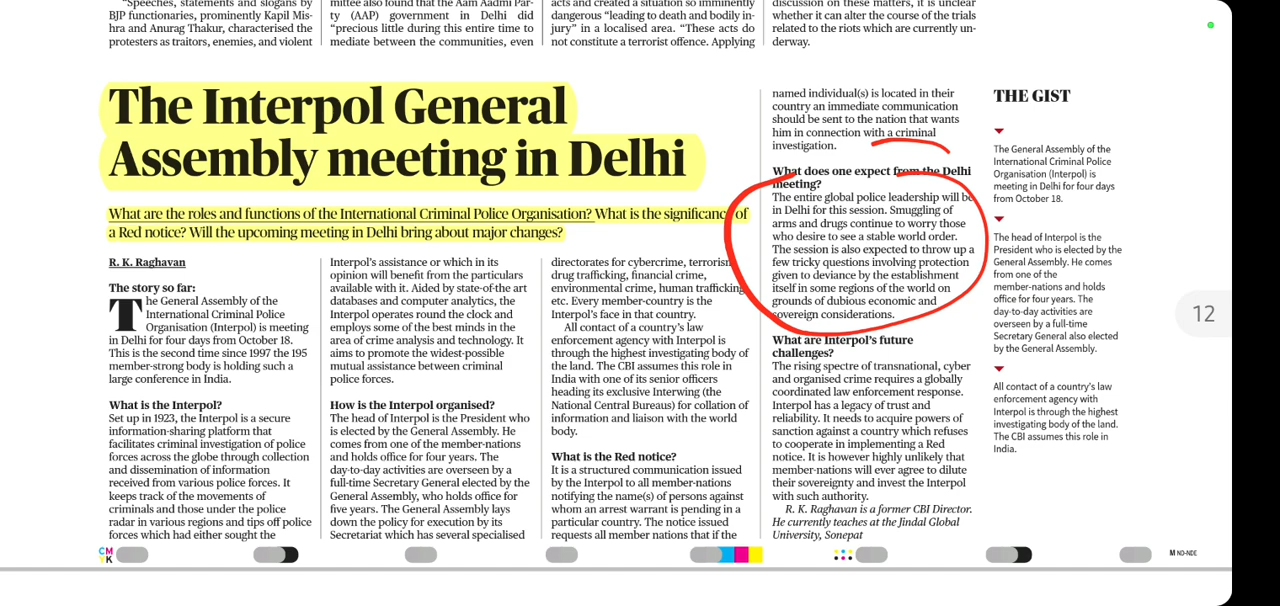 "Speeches, statements and slogans by
BJP functionaries, prominently Kapil Mis-
hra and Anurag Thakur, characterised the
protesters as traitors, enemies, and violent
mittee also found that the Aam Aadmi Par-
ty (AAP) government in Delhi did
"precious little during this entire time to
mediate between the communities, even
acts and created a situation so imminently
dangerous "leading to death and bodily in-
jury" in a localised area. "These acts do
not constitute a terrorist offence. Applying
discussion on these matters, it is unclear
whether it can alter the course of the trials
related to the riots which are currently un-
derway.
The Interpol General
Assembly meeting in Delhi
What are the roles and functions of the International Criminal Police Organisation? What is the significance of
a Red notice? Will the upcoming meeting in Delhi bring about major changes?
R. K. Raghavan
The story so far:
The General Assembly of the
International Criminal Police
Organisation (Interpol) is meeting
in Delhi for four days from October 18.
This is the second time since 1997 the 195
member-strong body is holding such a
large conference in India.
What is the Interpol?
Set up in 1923, the Interpol is a secure
information-sharing platform that
facilitates criminal investigation of police
forces across the globe through collection
and dissemination of information
received from various police forces. It
keeps track of the movements of
criminals and those under the police
radar in various regions and tips off police
forces which had either sought the
Interpol's assistance or which in its
opinion will benefit from the particulars
available with it. Aided by state-of-the art
databases and computer analytics, the
Interpol operates round the clock and
employs some of the best minds in the
area of crime analysis and technology. It
aims to promote the widest-possible
mutual assistance between criminal
police forces.
How is the Interpol organised?
The head of Interpol is the President who
is elected by the General Assembly. He
comes from one of the member-nations
and holds office for four years. The
day-to-day activities are overseen by a
full-time Secretary General elected by the
General Assembly, who holds office for
five years. The General Assembly lays
down the policy for execution by its
Secretariat which has several specialised
directorates for cybercrime, terrorism,
drug trafficking, financial crime,
environmental crime, human trafficking
etc. Every member-country is the
Interpol's face in that country.
All contact of a country's law
enforcement agency with Interpol is
through the highest investigating body of
the land. The CBI assumes this role in
India with one of its senior officers
heading its exclusive Interwing (the
National Central Bureaus) for collation of
information and liaison with the world
body.
What is the Red notice?
It is a structured communication issued
by the Interpol to all member-nations
notifying the name(s) of persons against
whom an arrest warrant is pending in a
particular country. The notice issued
requests all member nations that if the
named individual(s) is located in their
country an immediate communication
should be sent to the nation that wants
him in connection with a criminal
investigation.
What does one expect from the Delhi
meeting?
The entire global police leadership will be
in Delhi for this session. Smuggling of
arms and drugs continue to worry those
who desire to see a stable world order.
The session is also expected to throw up a
few tricky questions involving protection
given to deviance by the establishment
itself in some regions of the world on
grounds of dubious economic and
sovereign considerations.
What are Interpol's future
challenges?
The rising spectre of transnational, cyber
and organised crime requires a globally
coordinated law enforcement response.
Interpol has a legacy of trust and
reliability. It needs to acquire powers of
sanction against a country which refuses
to cooperate in implementing a Red
notice. It is however highly unlikely that
member-nations will ever agree to dilute
their sovereignty and invest the Interpol
with such authority.
R. K. Raghavan is a former CBI Director.
He currently teaches at the Jindal Global
University, Sonepat
THE GIST
The General Assembly of the
International Criminal Police
Organisation (Interpol) is
meeting in Delhi for four days
from October 18.
The head of Interpol is the
President who is elected by the
General Assembly. He comes
from one of the
member-nations and holds
office for four years. The
day-to-day activities are
overseen by a full-time
Secretary General also elected
by the General Assembly.
All contact of a country's law
enforcement agency with
Interpol is through the highest
investigating body of the land.
The CBI assumes this role in
India.
12
CM
YK
M ND-NDE